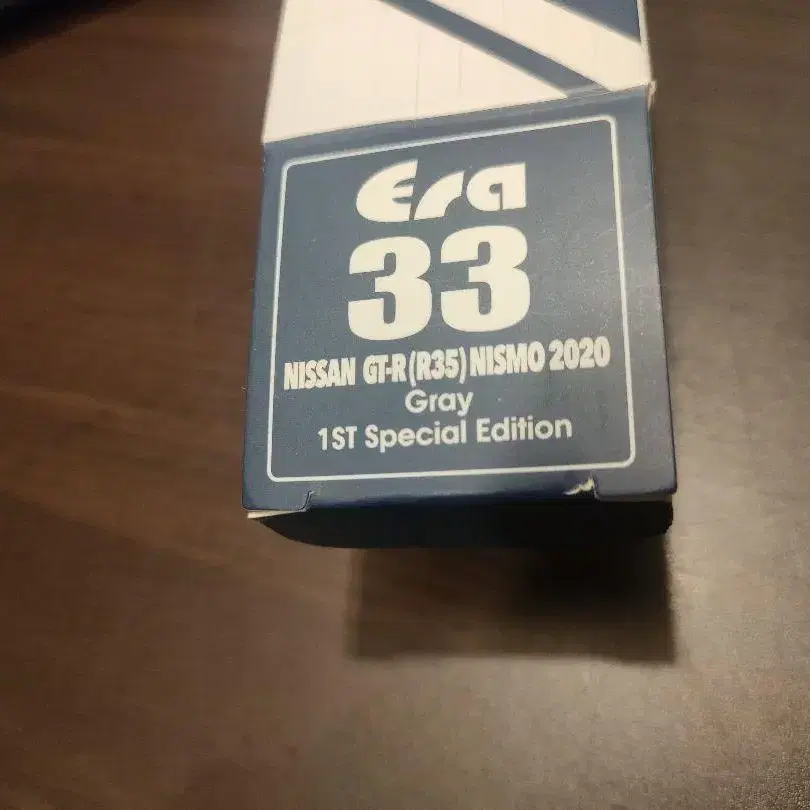 Era
33
NISSAN GT-R (R35) NISMO 2020
Gray
1ST Special Edition